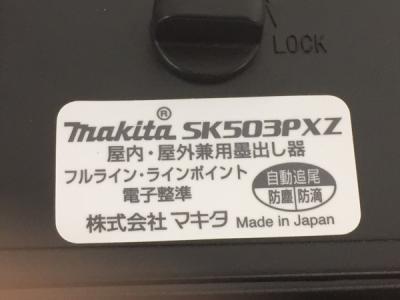 LOCK
makita® SK503PXZ
屋内・屋外兼用墨出し器
フルライン・ラインポイント
電子整準
自動追尾
防塵 防滴
株式会社 マキタ Made in Japan